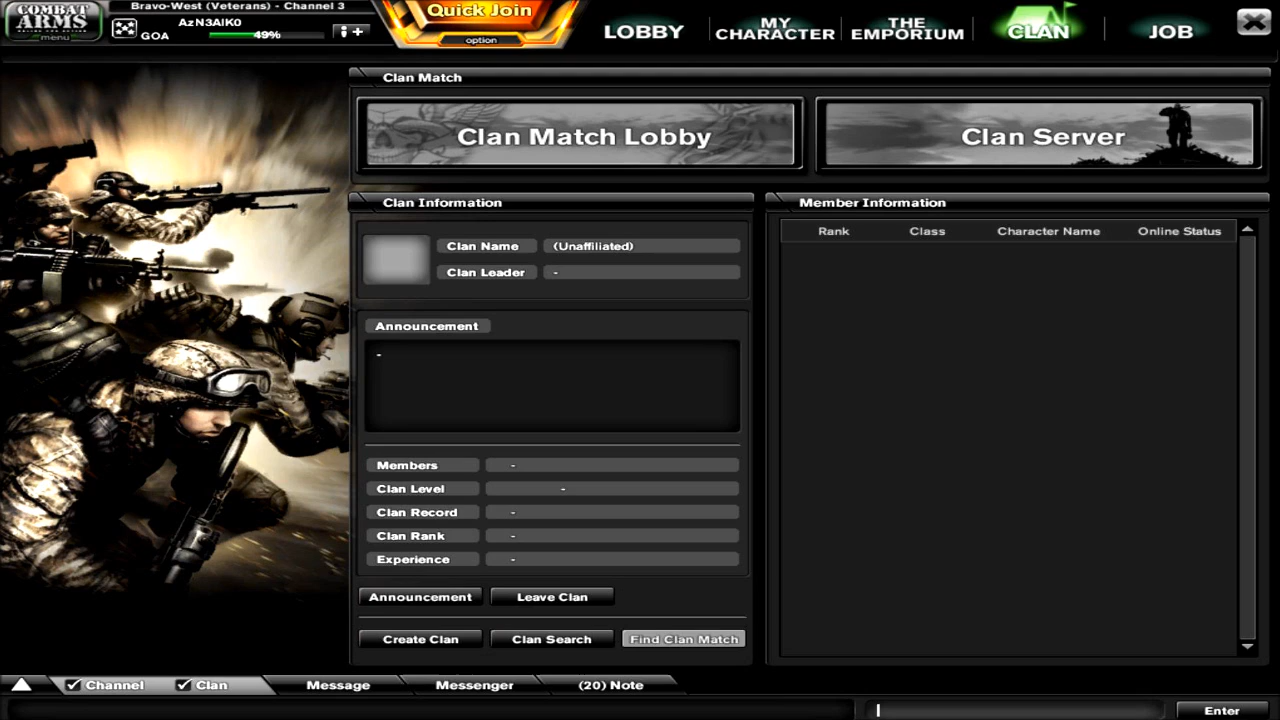 COMBAT
ARMS
menu
Bravo-West (Veterans) - Channel 3
GOA
49%
Quick Join
option
LOBBY
MY
CHARACTER
THE
EMPORIUM
CLAN
JOB
Clan Match
Clan Match Lobby
Clan Server
Clan Information
Clan Name
(Unaffiliated)
Clan Leader
-
Announcement
-
Members
-
Clan Level
-
Clan Record
-
Clan Rank
-
Experience
-
Announcement
Leave Clan
Create Clan
Clan Search
Find Clan Match
Member Information
Rank
Class
Character Name
Online Status
Channel
Clan
Message
Messenger
(20) Note
Enter